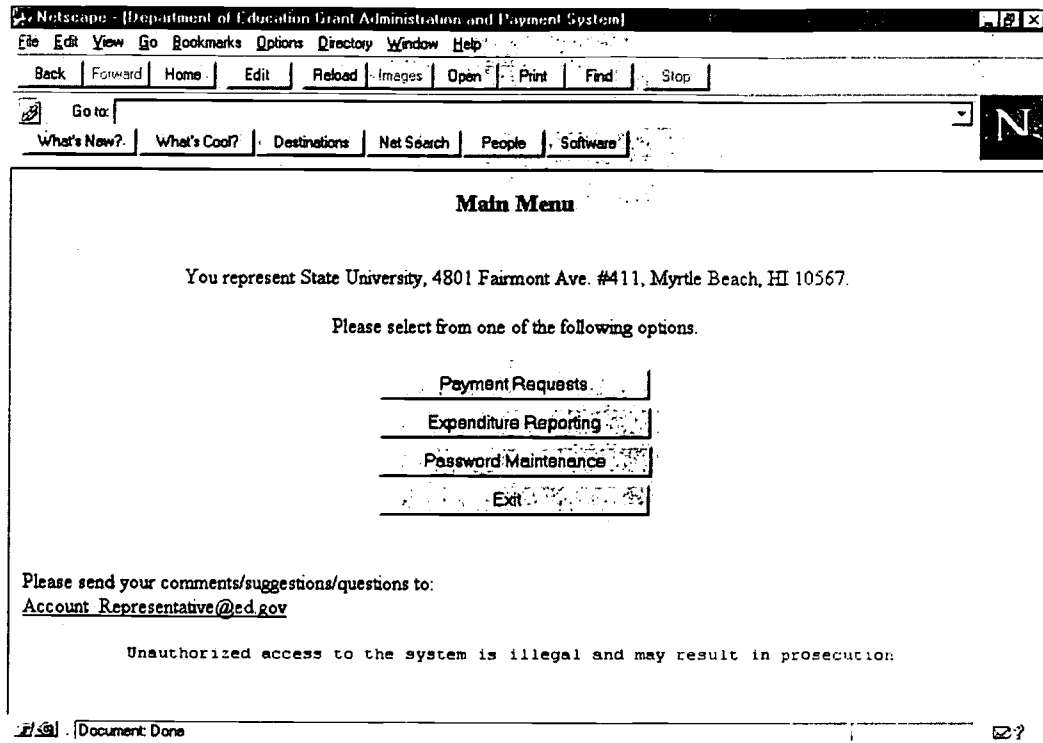 Netscape - [Department of Education Grant Administration and Payment System]
File Edit View Go Bookmarks Options Directory Window Help
Back Forward Home Edit Reload Images Open Print Find Stop
Go to:
What's New? What's Cool? Destinations Net Search People Software
N
Main Menu
You represent State University, 4801 Fairmont Ave. #411, Myrtle Beach, HI 10567.
Please select from one of the following options.
Payment Requests
Expenditure Reporting
Password Maintenance
Exit
Please send your comments/suggestions/questions to:
Account Representative@ed.gov
Unauthorized access to the system is illegal and may result in prosecution
Document: Done